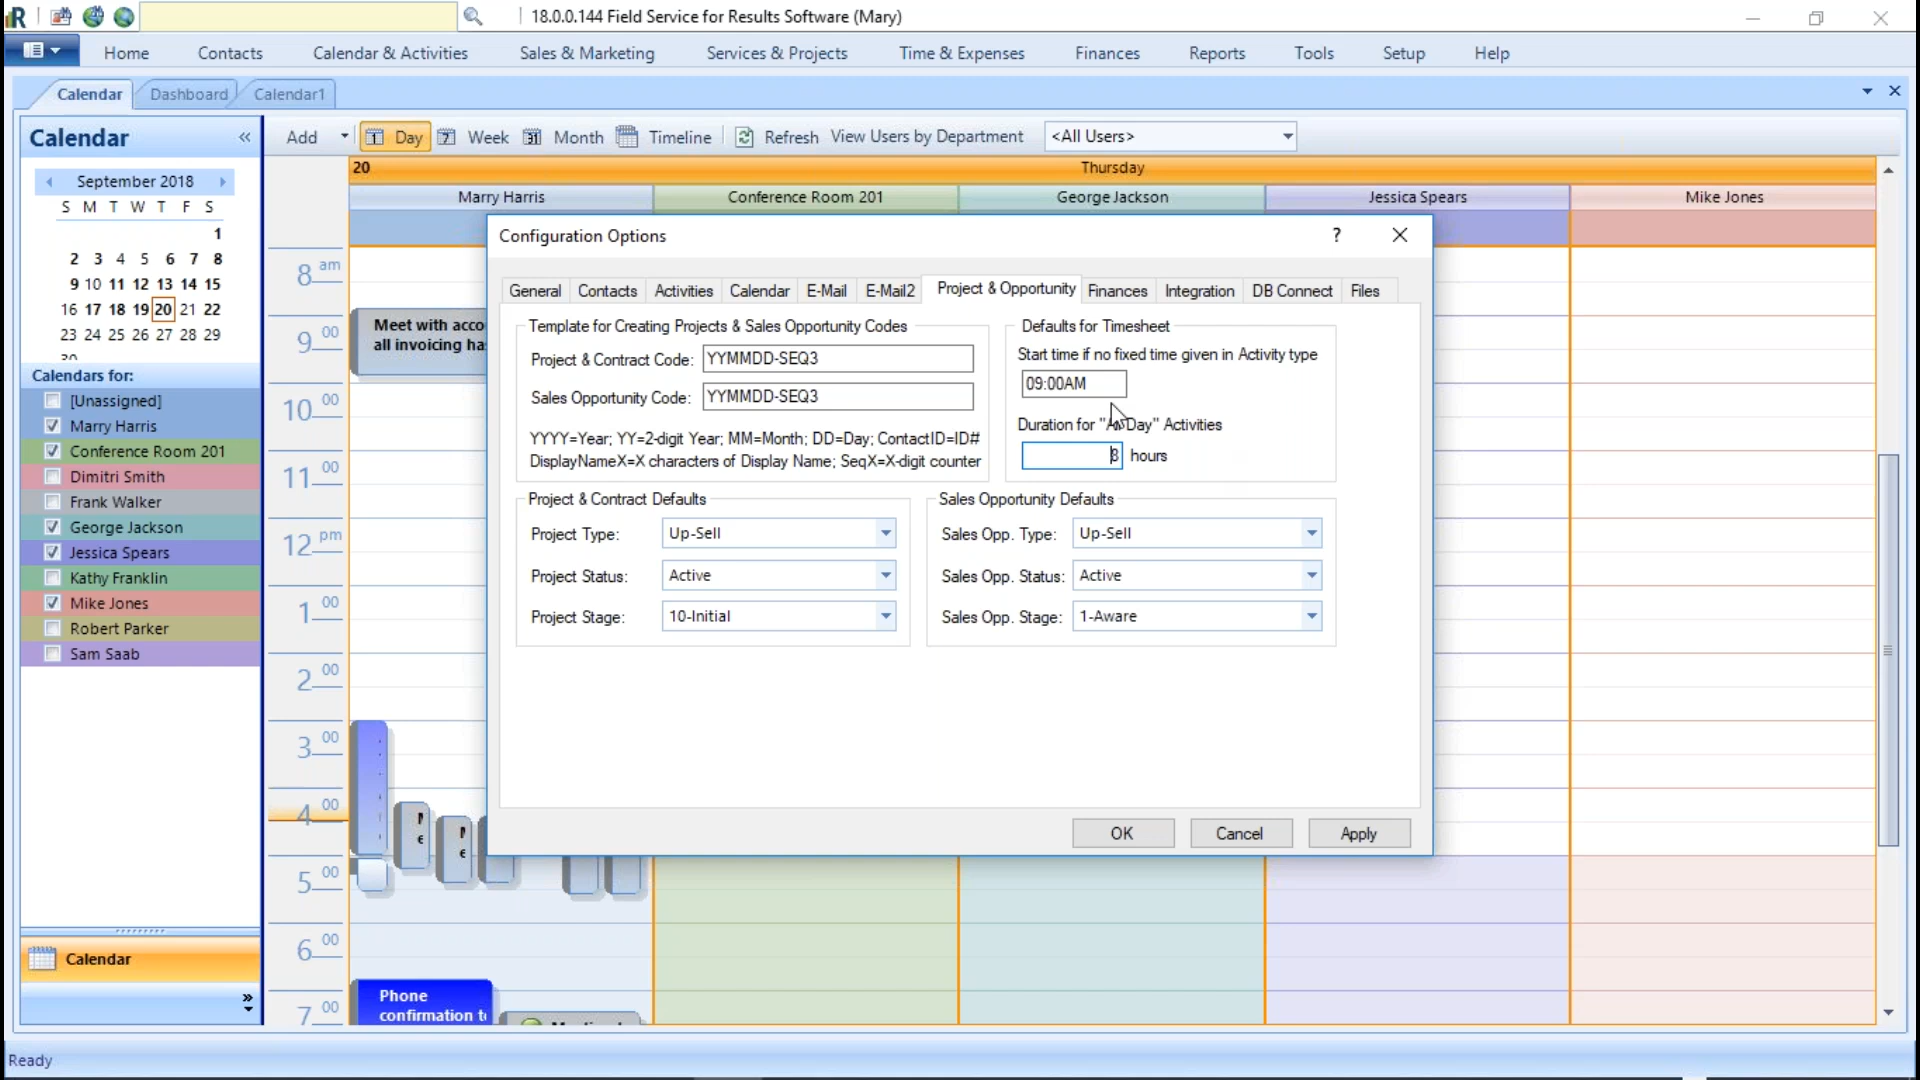 18.0.0.144 Field Service for Results Software (Mary)
Home Contacts Calendar & Activities Sales & Marketing Services & Projects Time & Expenses Finances Reports Tools Setup Help
Calendar Dashboard Calendar1
Calendar «
Add Day Week Month Timeline Refresh View Users by Department <All Users>
September 2018
S M T W T F S
1
2 3 4 5 6 7 8
9 10 11 12 13 14 15
16 17 18 19 20 21 22
23 24 25 26 27 28 29
30
Calendars for:
[Unassigned]
Marry Harris
Conference Room 201
Dimitri Smith
Frank Walker
George Jackson
Jessica Spears
Kathy Franklin
Mike Jones
Robert Parker
Sam Saab
Calendar
»
20 Thursday
Marry Harris Conference Room 201 George Jackson Jessica Spears Mike Jones
8 am
9 00
10 00
11 00
12 pm
1 00
2 00
3 00
4 00
5 00
6 00
7 00
Meet with acco
all invoicing ha
Phone
confirmation t
Configuration Options ?
General Contacts Activities Calendar E-Mail E-Mail2 Project & Opportunity Finances Integration DB Connect Files
Template for Creating Projects & Sales Opportunity Codes
Project & Contract Code: YYMMDD-SEQ3
Sales Opportunity Code: YYMMDD-SEQ3
YYYY=Year; YY=2-digit Year; MM=Month; DD=Day; ContactID=ID#
DisplayNameX=X characters of Display Name; SeqX=X-digit counter
Defaults for Timesheet
Start time if no fixed time given in Activity type
09:00AM
Duration for "All Day" Activities
8 hours
Project & Contract Defaults
Project Type: Up-Sell
Project Status: Active
Project Stage: 10-Initial
Sales Opportunity Defaults
Sales Opp. Type: Up-Sell
Sales Opp. Status: Active
Sales Opp. Stage: 1-Aware
OK Cancel Apply
Ready